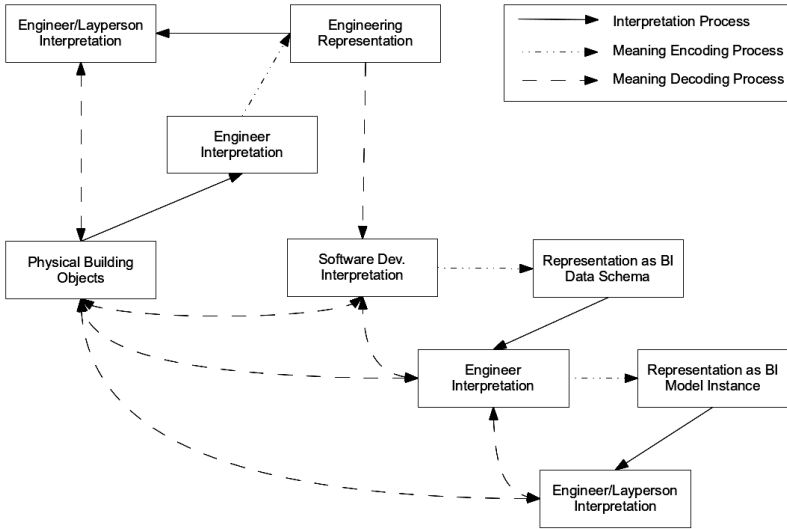 Engineer/Layperson
Interpretation
Engineering
Representation
Interpretation Process
Meaning Encoding Process
Meaning Decoding Process
Engineer
Interpretation
Physical Building
Objects
Software Dev.
Interpretation
Representation as BI
Data Schema
Engineer
Interpretation
Representation as BI
Model Instance
Engineer/Layperson
Interpretation